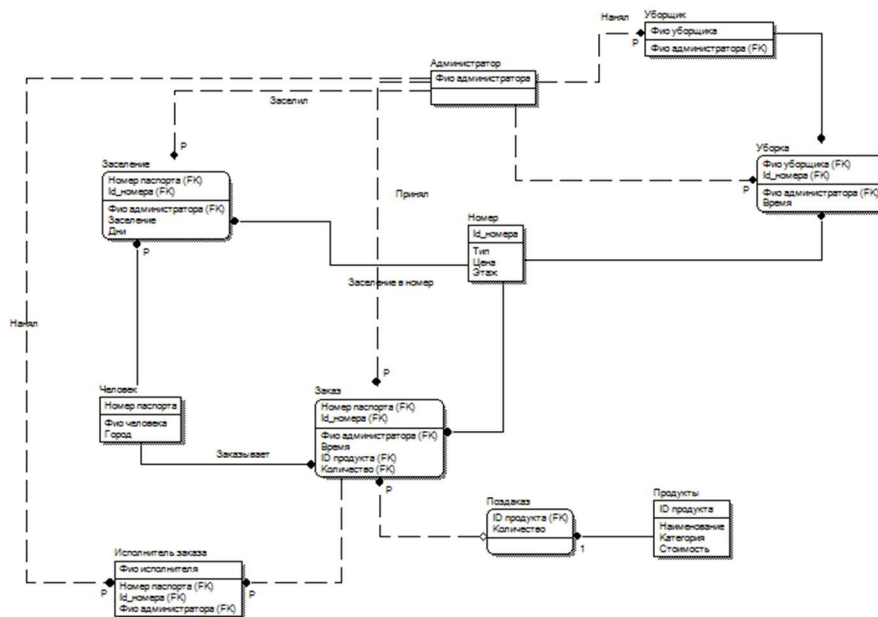 Уборщик
Нанял
Фио уборщика
Фио администратора (FK)
P
Администратор
Фио администратора
Заселил
P
Уборка
Фио уборщика (FK)
Id_номера (FK)
Фио администратора (FK)
Время
P
Заселение
Номер паспорта (FK)
Id_номера (FK)
Фио администратора (FK)
Заселение
Дни
P
Принял
Номер
Id_номера
Тип
Цена
Этаж
Заселение в номер
Нанял
P
Человек
Номер паспорта
Фио человека
Город
Заказывает
Заказ
Номер паспорта (FK)
Id_номера (FK)
Фио администратора (FK)
Время
ID продукта (FK)
Количество (FK)
P
Поздаказ
ID продукта (FK)
Количество
1
Продукты
ID продукта
Наименование
Категория
Стоимость
Исполнитель заказа
Фио исполнителя
Номер паспорта (FK)
Id_номера (FK)
Фио администратора (FK)
P
P